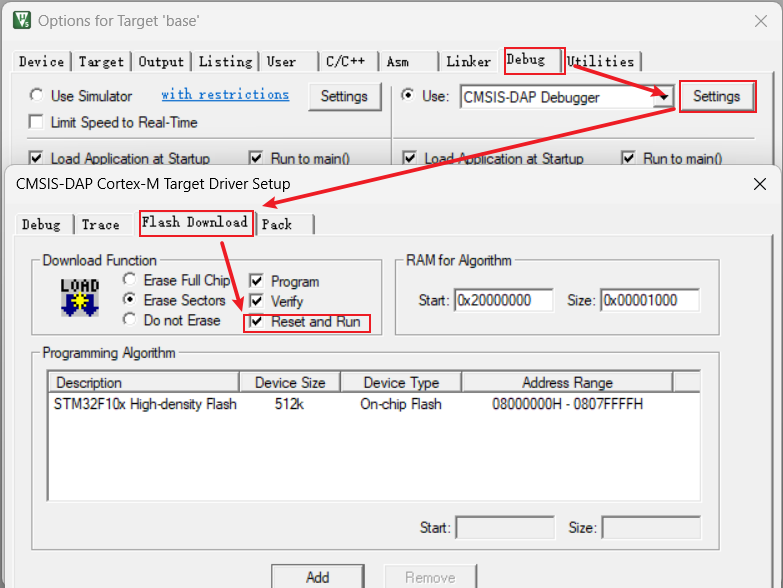 Options for Target 'base'
Device Target Output Listing User C/C++ Asm Linker Debug Utilities
Use Simulator with restrictions Settings Use: CMSIS-DAP Debugger Settings
Limit Speed to Real-Time
Load Application at Startup Run to main() Load Application at Startup Run to main()
CMSIS-DAP Cortex-M Target Driver Setup
Debug Trace Flash Download Pack
Download Function RAM for Algorithm
LOAD Erase Full Chip Program
Erase Sectors Verify Start: 0x20000000 Size: 0x00001000
Do not Erase Reset and Run
Programming Algorithm
Description Device Size Device Type Address Range
STM32F10x High-density Flash 512k On-chip Flash 08000000H - 0807FFFFH
Start: Size:
Add Remove